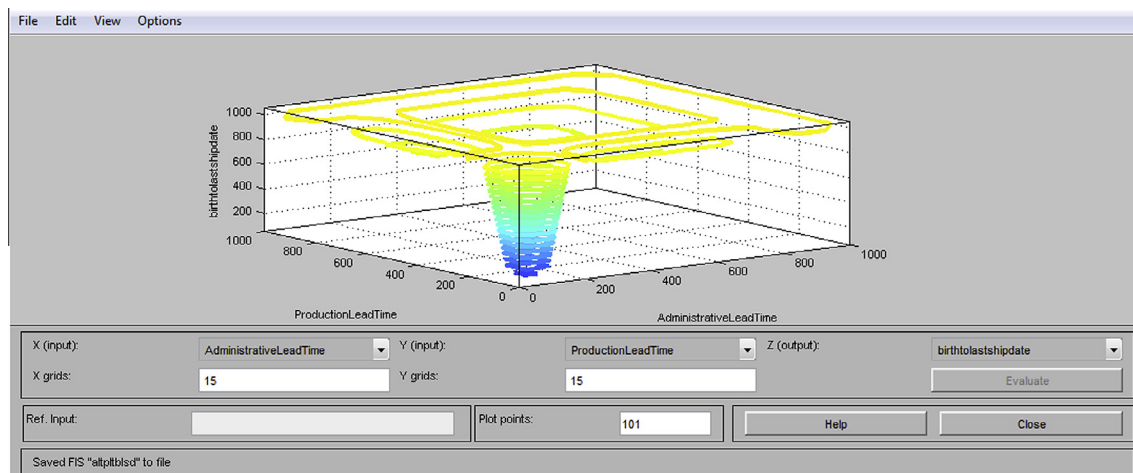 File Edit View Options
1000
800
600
400
200
birthtolastshipdate
1000
800
600
400
200
0
0
200
400
600
800
1000
ProductionLeadTime
AdministrativeLeadTime
X (input): AdministrativeLeadTime Y (input): ProductionLeadTime Z (output): birthtolastshipdate
X grids: 15 Y grids: 15 Evaluate
Ref. Input: Plot points: 101 Help Close
Saved FIS "altpltblsd" to file